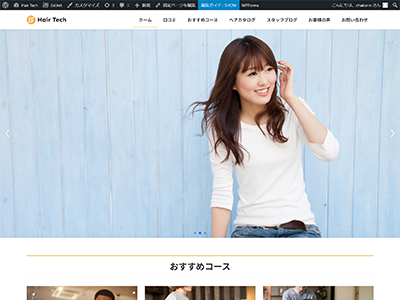 Hair Tech
カスタマイズ
0
新規
固定ページを編集
編集ガイド - SHOW
WPForms
こんにちは、
さん
Hair Tech
ホーム
口コミ
おすすめコース
ヘアカタログ
スタッフブログ
お客様の声
お問い合わせ
おすすめコース